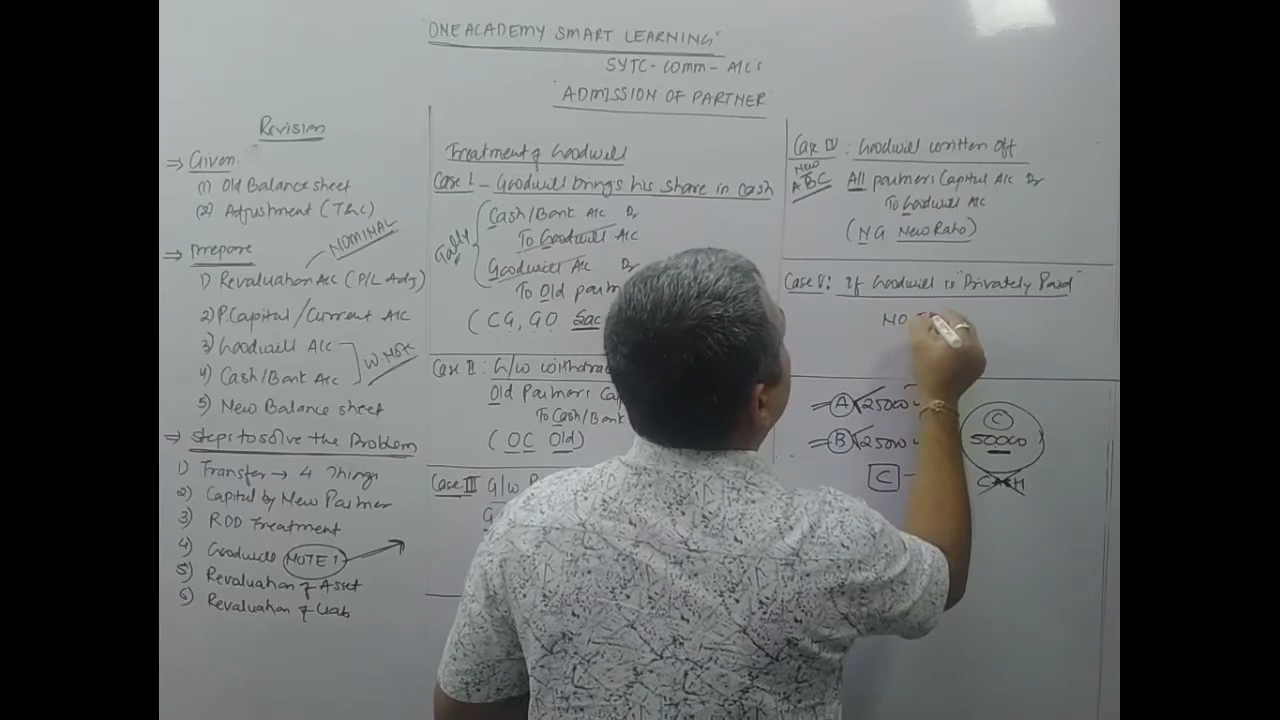 "ONE ACADEMY SMART LEARNING"
SYJC - COMM - A/C's
"ADMISSION OF PARTNER"
Revision
⇒ Given
(1) Old Balance sheet
(2) Adjustment (T&C)
⇒ Prepare
NOMINAL
1) Revaluation A/c (P/L Adj)
2) P. Capital / Current A/c
3) Goodwill A/c
4) Cash/Bank A/c
W. NOTE
5) New Balance sheet
⇒ Steps to solve the Problem
1) Transfer → 4 Things
2) Capital by New Partner
3) RDD Treatment
4) Goodwill NOTE 1
5) Revaluation of Asset
6) Revaluation of Liab
Treatment of Goodwill
Case I - Goodwill brings his share in cash
Tally
Cash/Bank A/c Dr
To Goodwill A/c
Goodwill A/c Dr
To Old
(CG, GO Sac
Case II : G/w
Old Partners
To Cash/Bank
(OC Old)
Case III G/w
Case IV : Goodwill written off
New
ABC All partners Capital A/c Dr
To Goodwill A/c
(NG New Ratio)
Case V : If Goodwill is "Privately Paid"
NO
A 25000
B 25000
C
C
50000
CASH